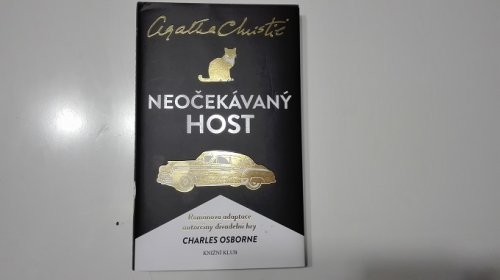 Agatha Christie
NEOČEKÁVANÝ
HOST
Románová adaptace
autorčiny divadelní hry
CHARLES OSBORNE
KNIŽNÍ KLUB